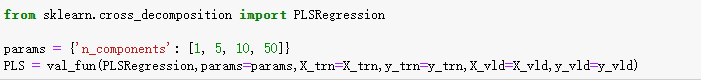 from sklearn.cross_decomposition import PLSRegression
params = {'n_components': [1, 5, 10, 50]}
PLS = val_fun(PLSRegression,params=params,X_trn=X_trn,y_trn=y_trn,X_vld=X_vld,y_vld=y_vld)